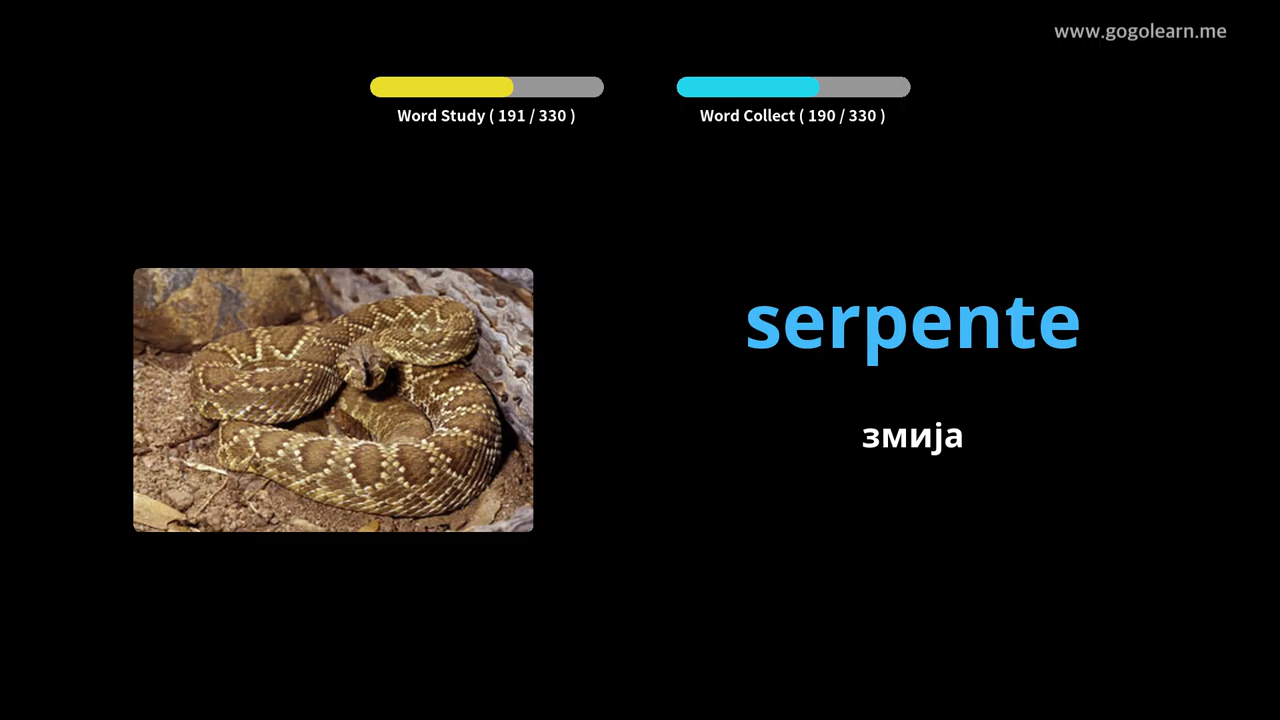 www.gogolearn.me
Word Study ( 191 / 330 )
Word Collect ( 190 / 330 )
serpente
змија